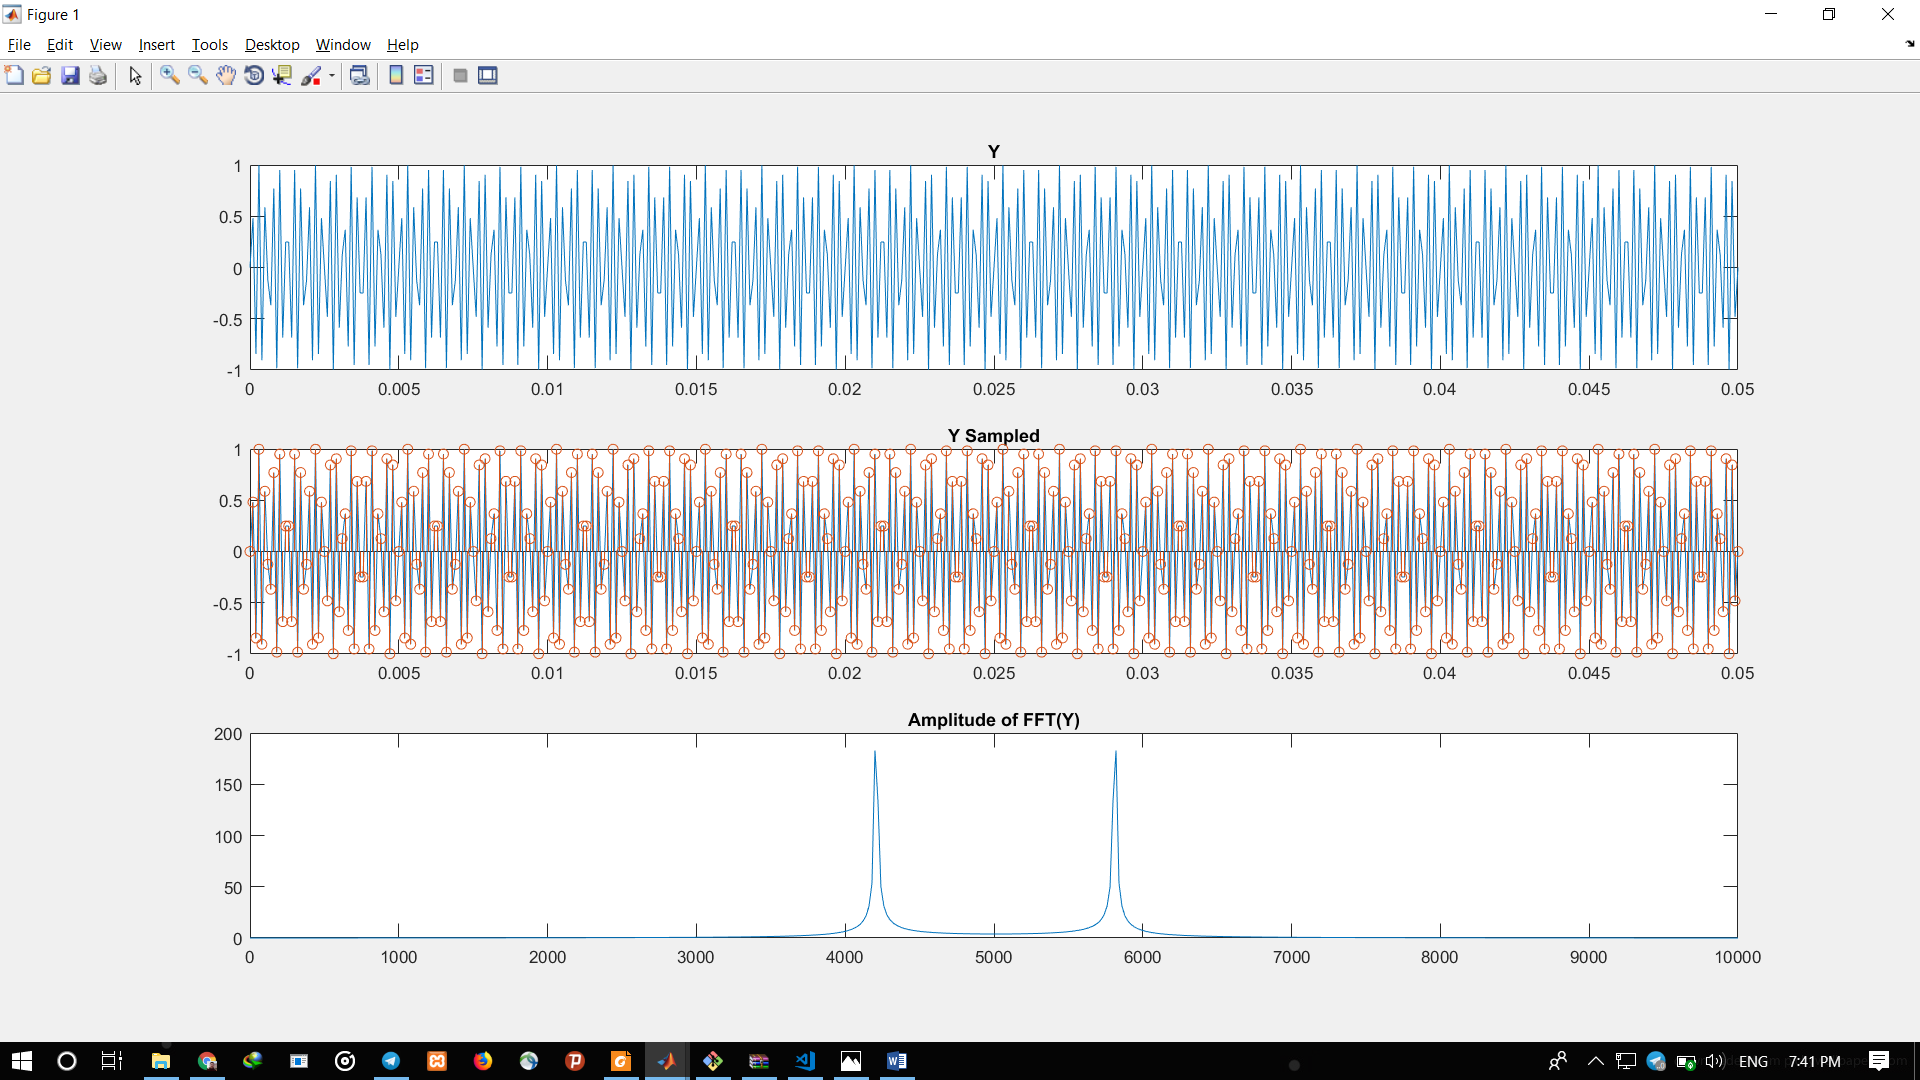 Figure 1
File Edit View Insert Tools Desktop Window Help
Y
1
0.5
0
-0.5
-1
0 0.005 0.01 0.015 0.02 0.025 0.03 0.035 0.04 0.045 0.05
Y Sampled
1
0.5
0
-0.5
-1
0 0.005 0.01 0.015 0.02 0.025 0.03 0.035 0.04 0.045 0.05
Amplitude of FFT(Y)
200
150
100
50
0
0 1000 2000 3000 4000 5000 6000 7000 8000 9000 10000
ENG 7:41 PM